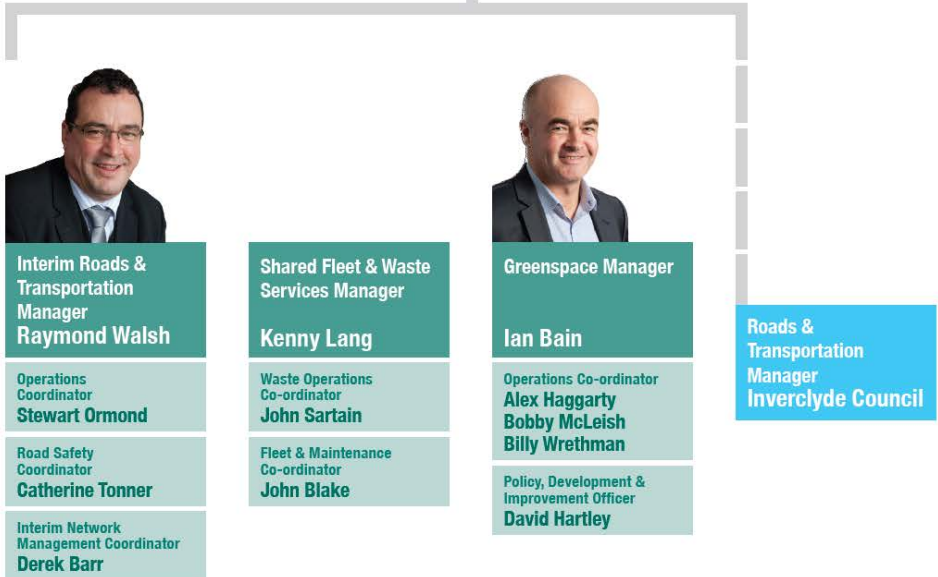 Interim Roads &
Transportation
Manager
Raymond Walsh
Operations
Coordinator
Stewart Ormond
Road Safety
Coordinator
Catherine Tonner
Interim Network
Management Coordinator
Derek Barr
Shared Fleet & Waste
Services Manager
Kenny Lang
Waste Operations
Co-ordinator
John Sartain
Fleet & Maintenance
Co-ordinator
John Blake
Greenspace Manager
Ian Bain
Operations Co-ordinator
Alex Haggarty
Bobby McLeish
Billy Wrethman
Policy, Development &
Improvement Officer
David Hartley
Roads &
Transportation
Manager
Inverclyde Council